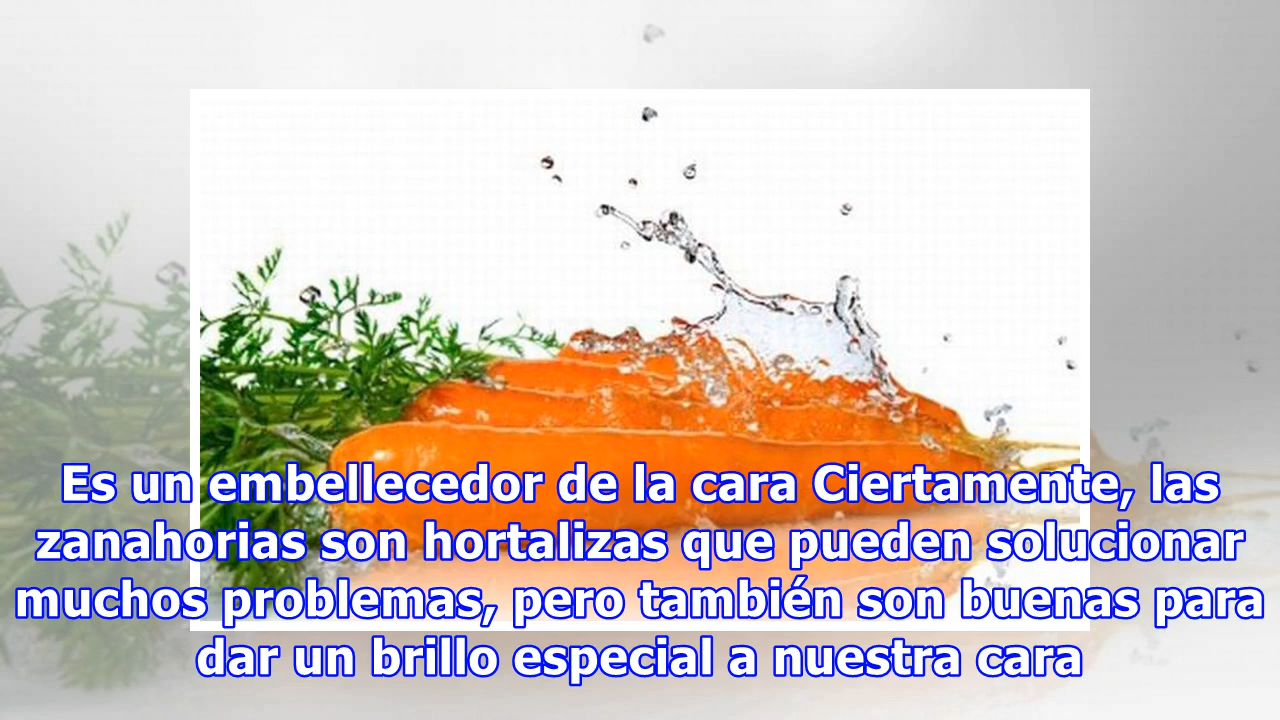 Es un embellecedor de la cara Ciertamente, las
zanahorias son hortalizas que pueden solucionar
muchos problemas, pero también son buenas para
dar un brillo especial a nuestra cara